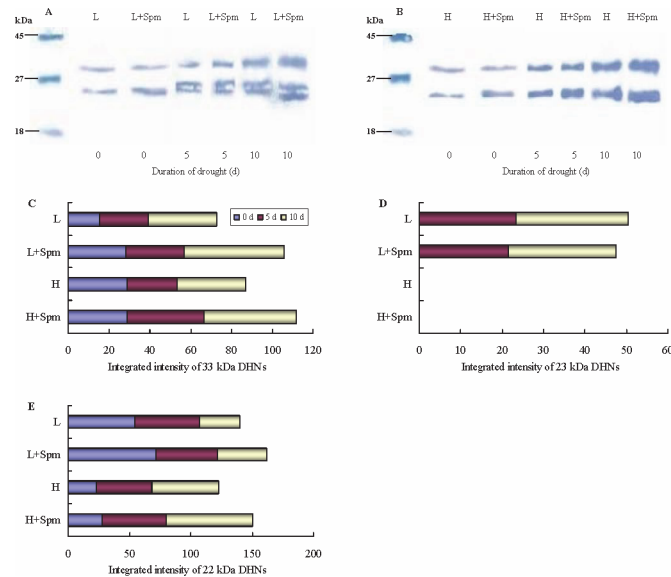 A
kDa
L L+Spm L L+Spm L L+Spm
45
27
18
0 0 5 5 10 10
Duration of drought (d)
B
kDa
H H+Spm H H+Spm H H+Spm
45
27
18
0 0 5 5 10 10
Duration of drought (d)
C
0 d 5 d 10 d
L
L+Spm
H
H+Spm
0 20 40 60 80 100 120
Integrated intensity of 33 kDa DHNs
D
L
L+Spm
H
H+Spm
0 10 20 30 40 50 60
Integrated intensity of 23 kDa DHNs
E
L
L+Spm
H
H+Spm
0 50 100 150 200
Integrated intensity of 22 kDa DHNs